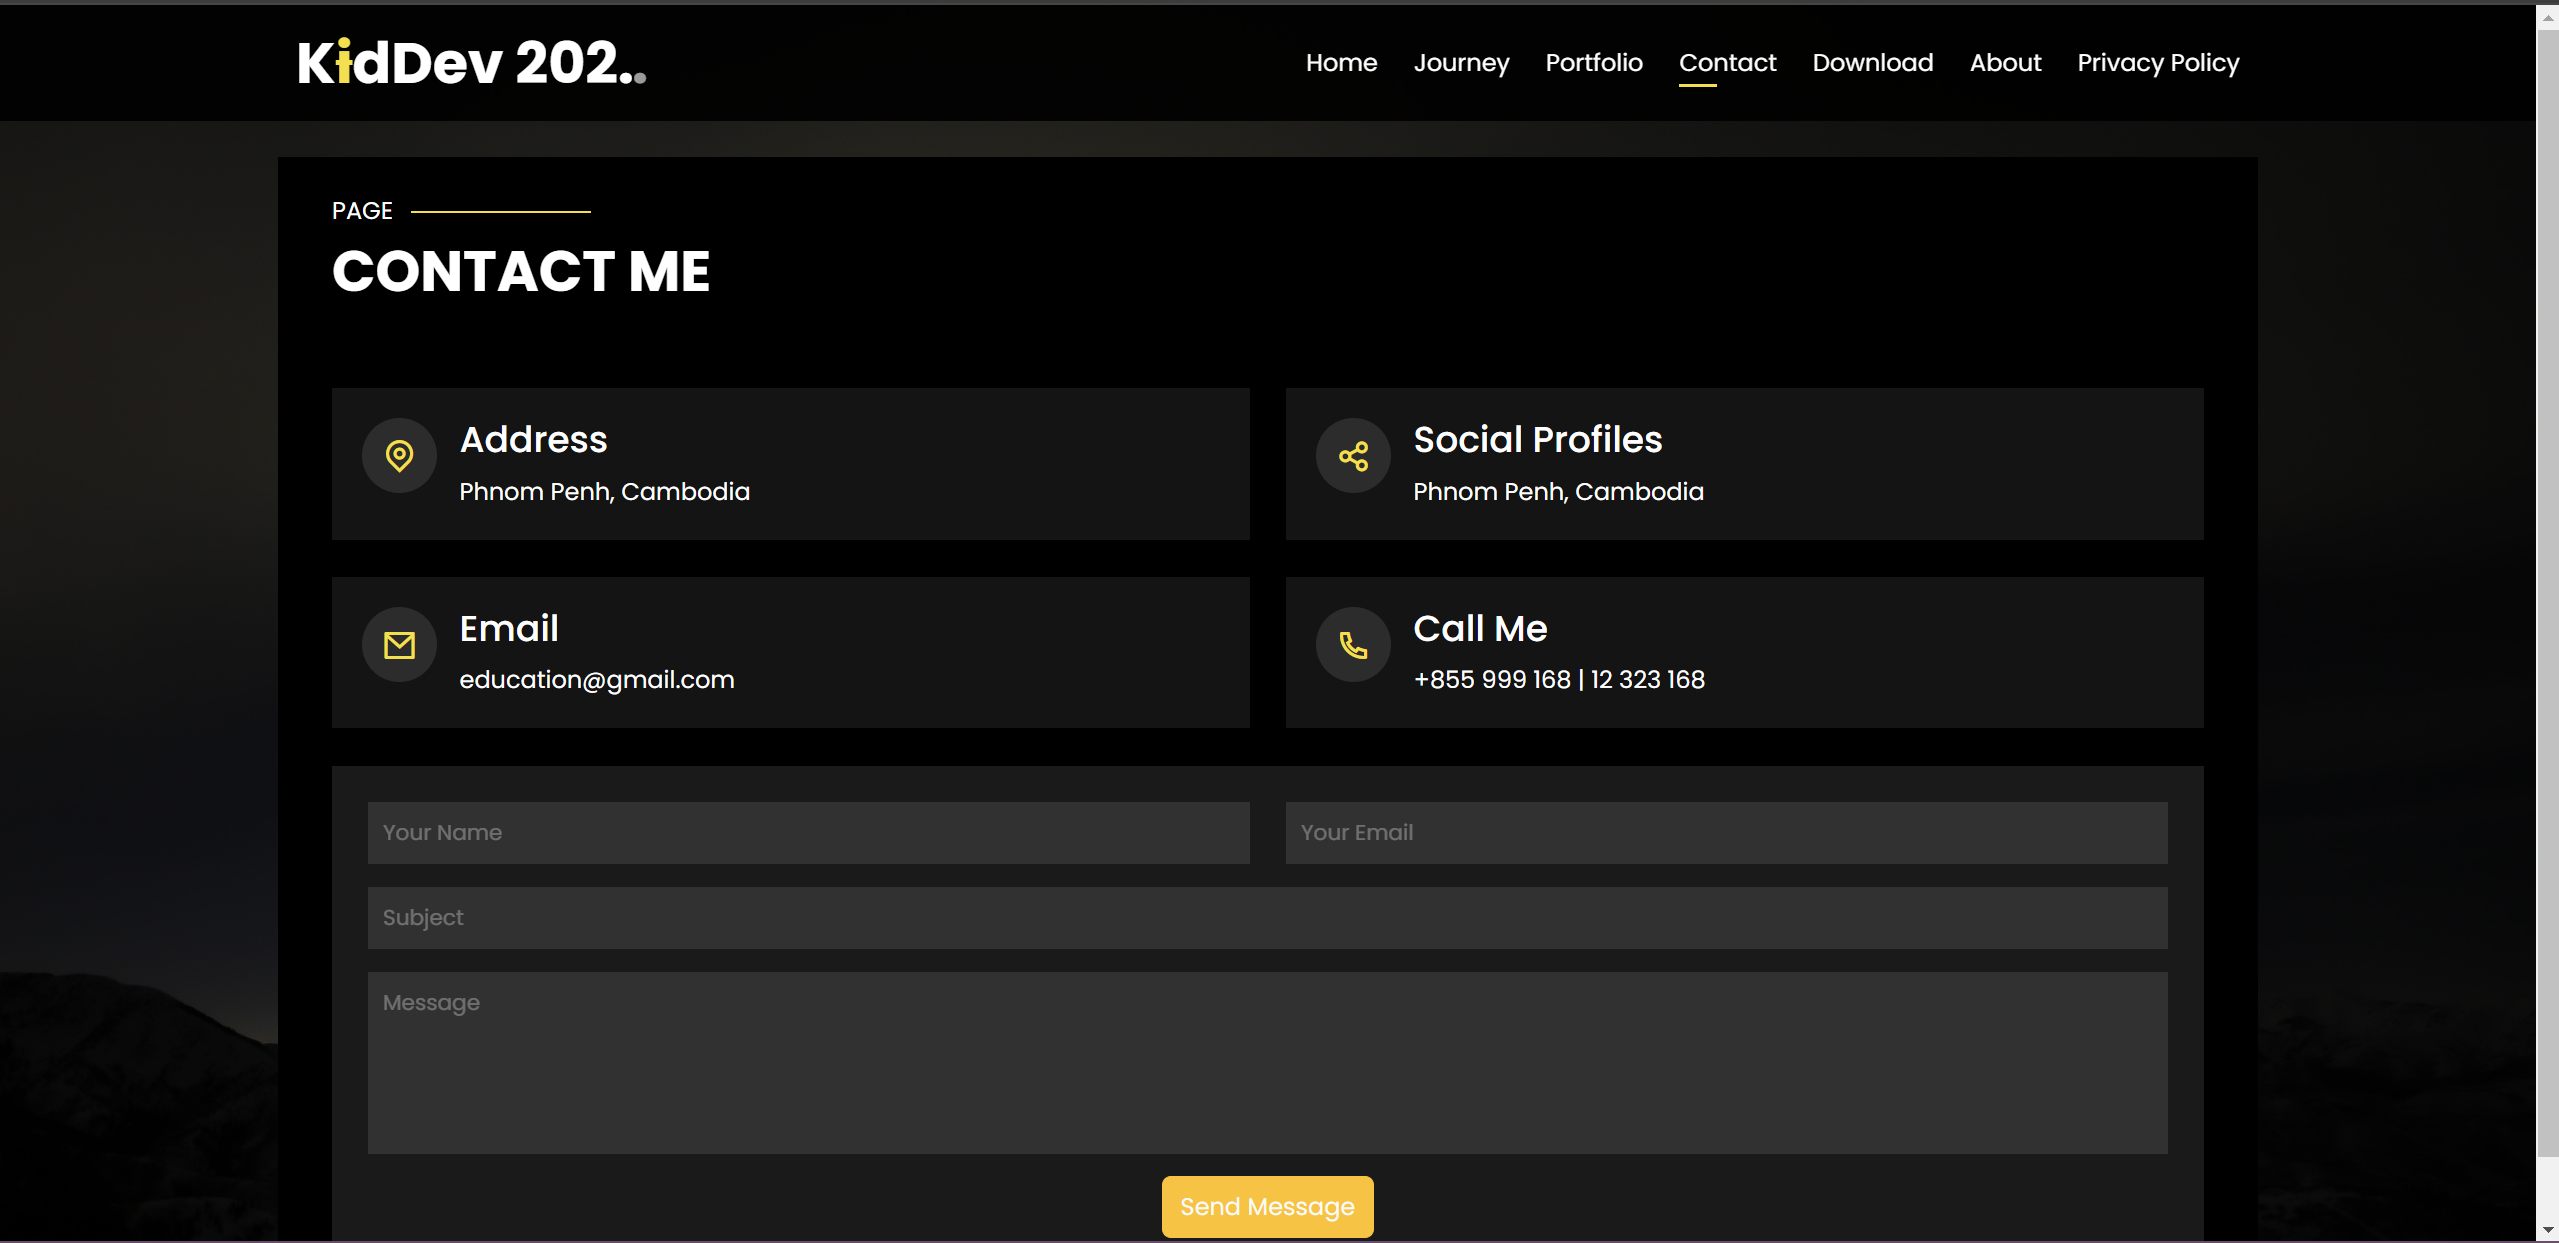 KidDev 202..
Home Journey Portfolio Contact Download About Privacy Policy
PAGE
CONTACT ME
Address
Phnom Penh, Cambodia
Social Profiles
Phnom Penh, Cambodia
Email
education@gmail.com
Call Me
+855 999 168 | 12 323 168
Your Name
Your Email
Subject
Message
Send Message